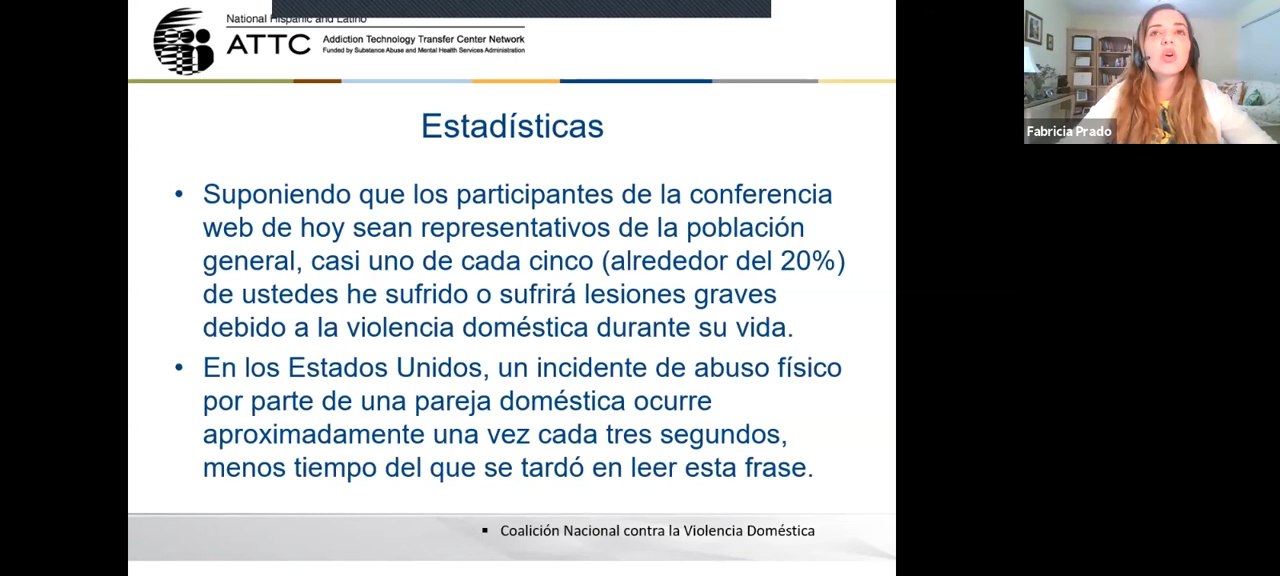 National Hispanic and Latino
ATTC
Addiction Technology Transfer Center Network
Funded by Substance Abuse and Mental Health Services Administration
Fabricia Prado
Estadísticas
• Suponiendo que los participantes de la conferencia
web de hoy sean representativos de la población
general, casi uno de cada cinco (alrededor del 20%)
de ustedes he sufrido o sufrirá lesiones graves
debido a la violencia doméstica durante su vida.
• En los Estados Unidos, un incidente de abuso físico
por parte de una pareja doméstica ocurre
aproximadamente una vez cada tres segundos,
menos tiempo del que se tardó en leer esta frase.
▪ Coalición Nacional contra la Violencia Doméstica